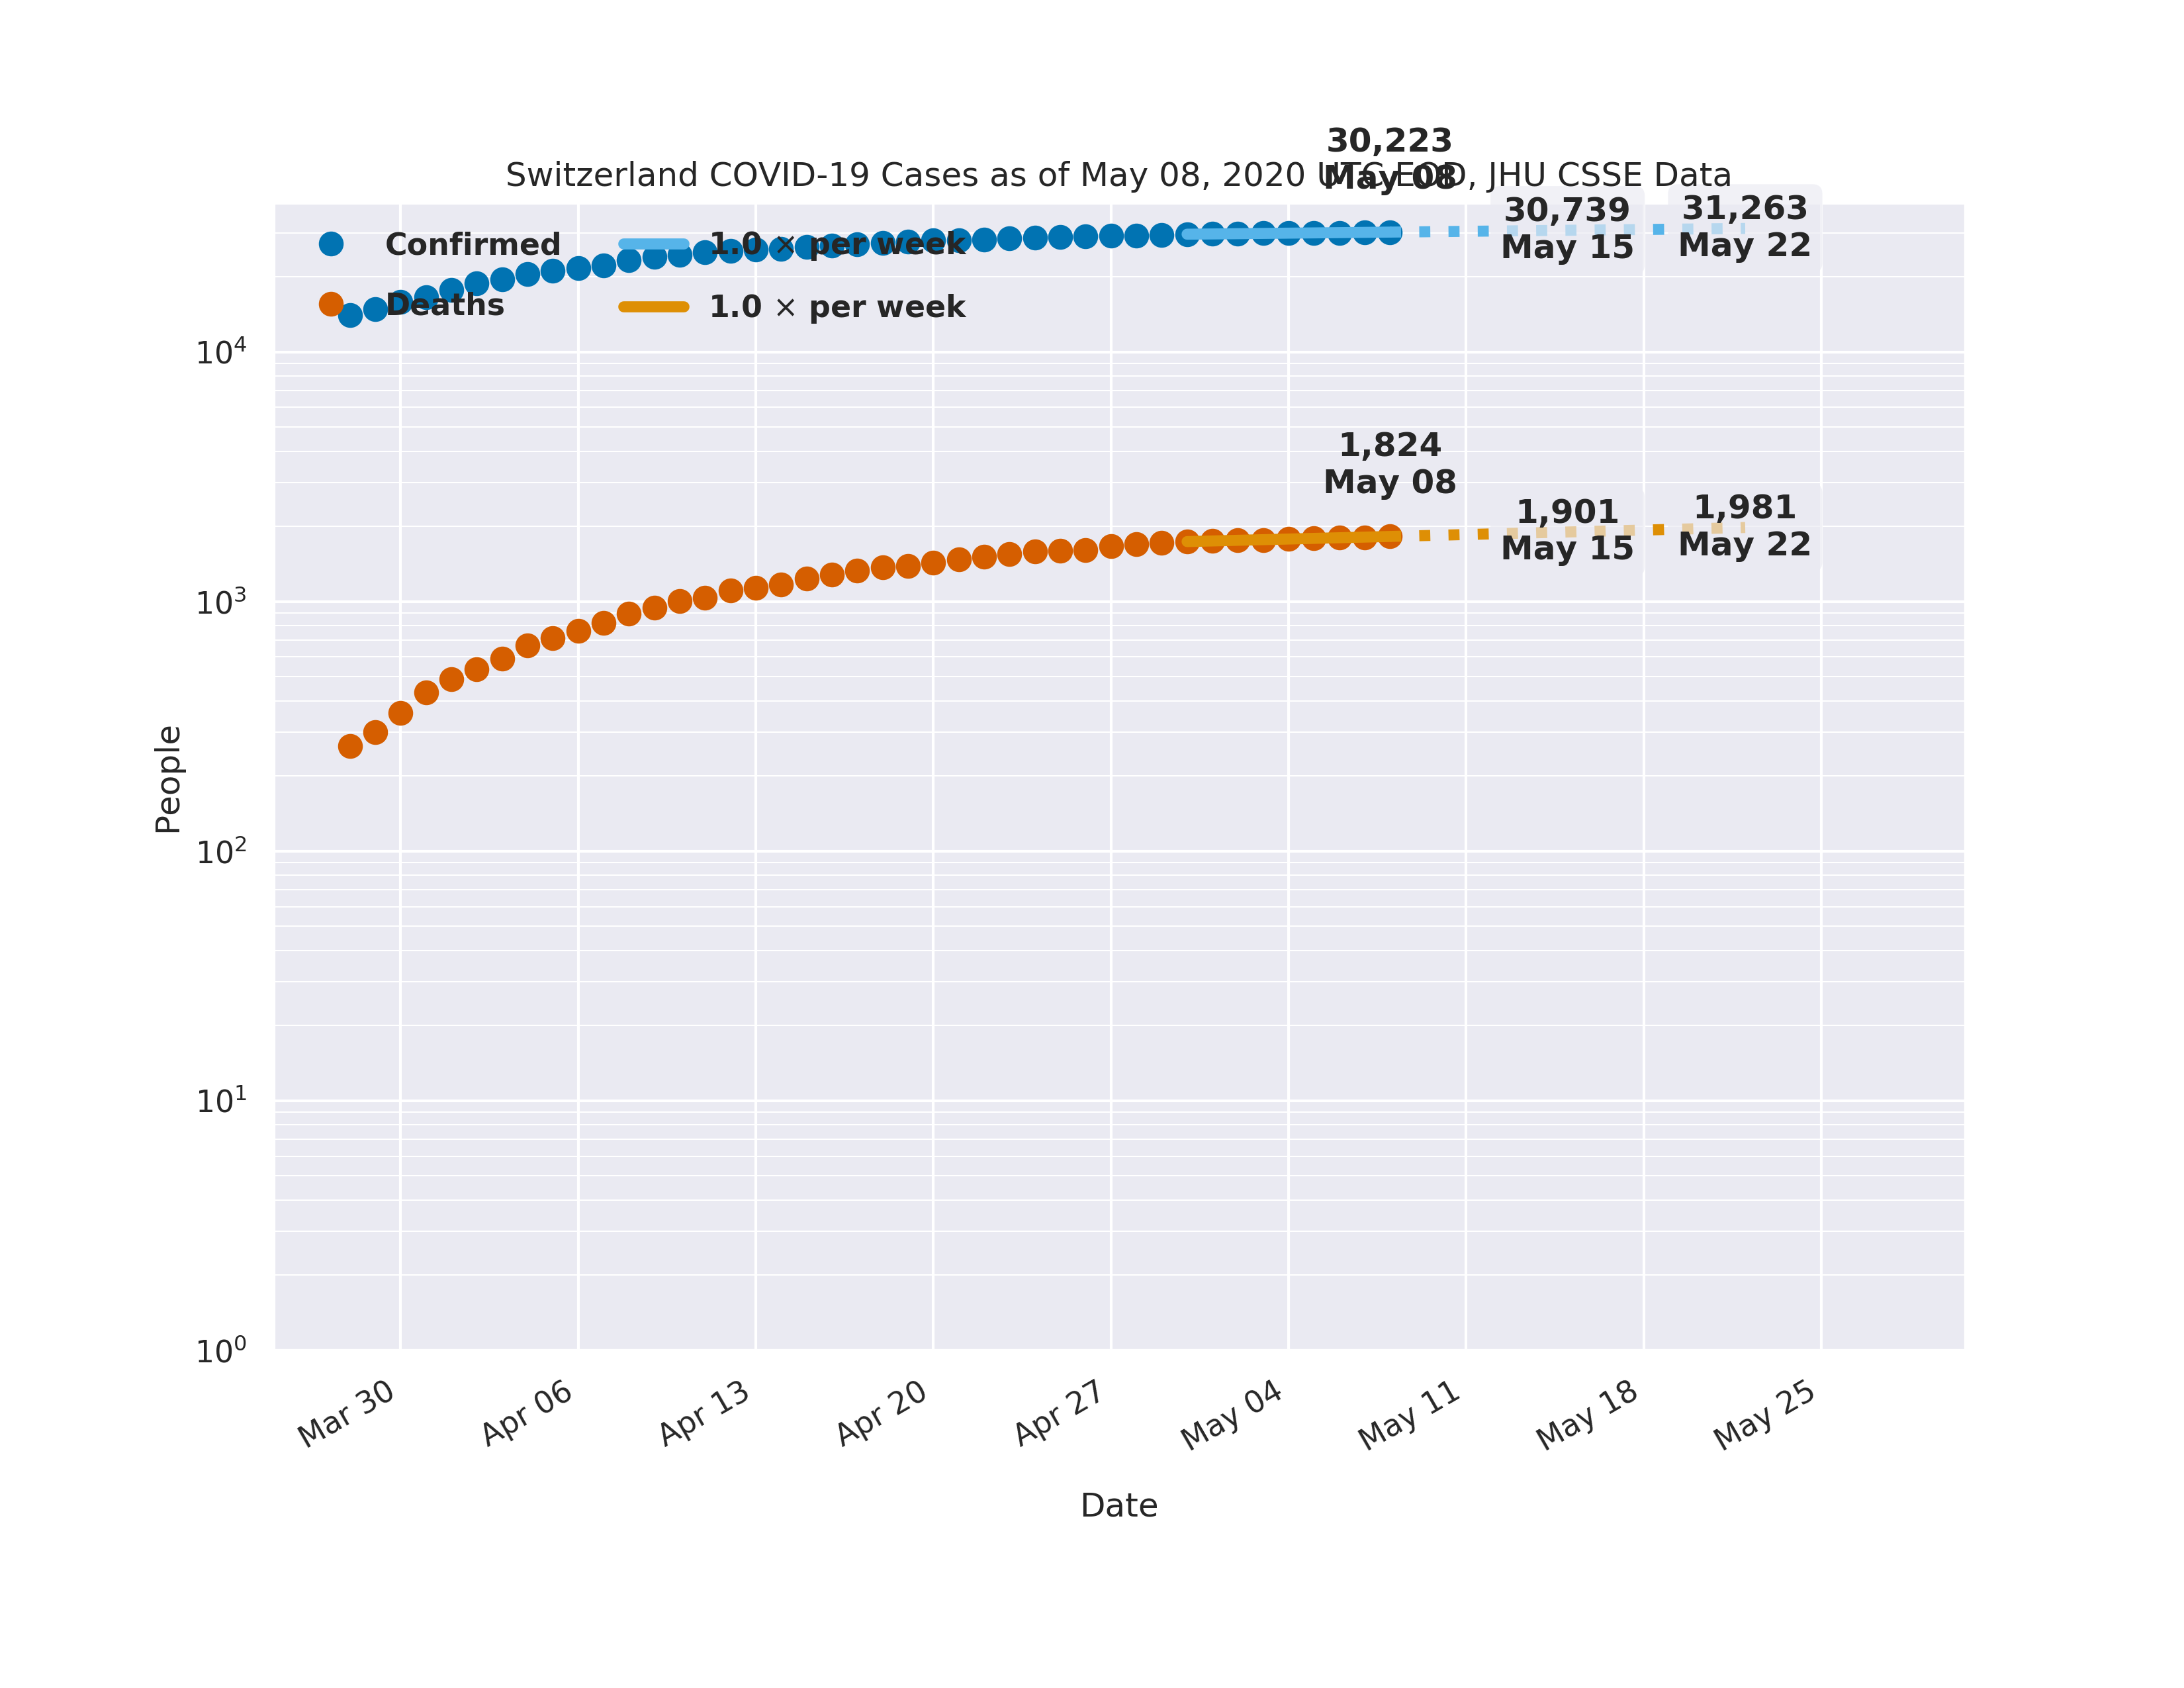 30,223
May 08
Switzerland COVID-19 Cases as of May 08, 2020 UTC EOD, JHU CSSE Data
30,739
May 15
31,263
May 22
Confirmed
1.0 × per week
Deaths
1.0 × per week
1,824
May 08
1,901
May 15
1,981
May 22
10⁴
10³
10²
10¹
10⁰
People
Mar 30
Apr 06
Apr 13
Apr 20
Apr 27
May 04
May 11
May 18
May 25
Date